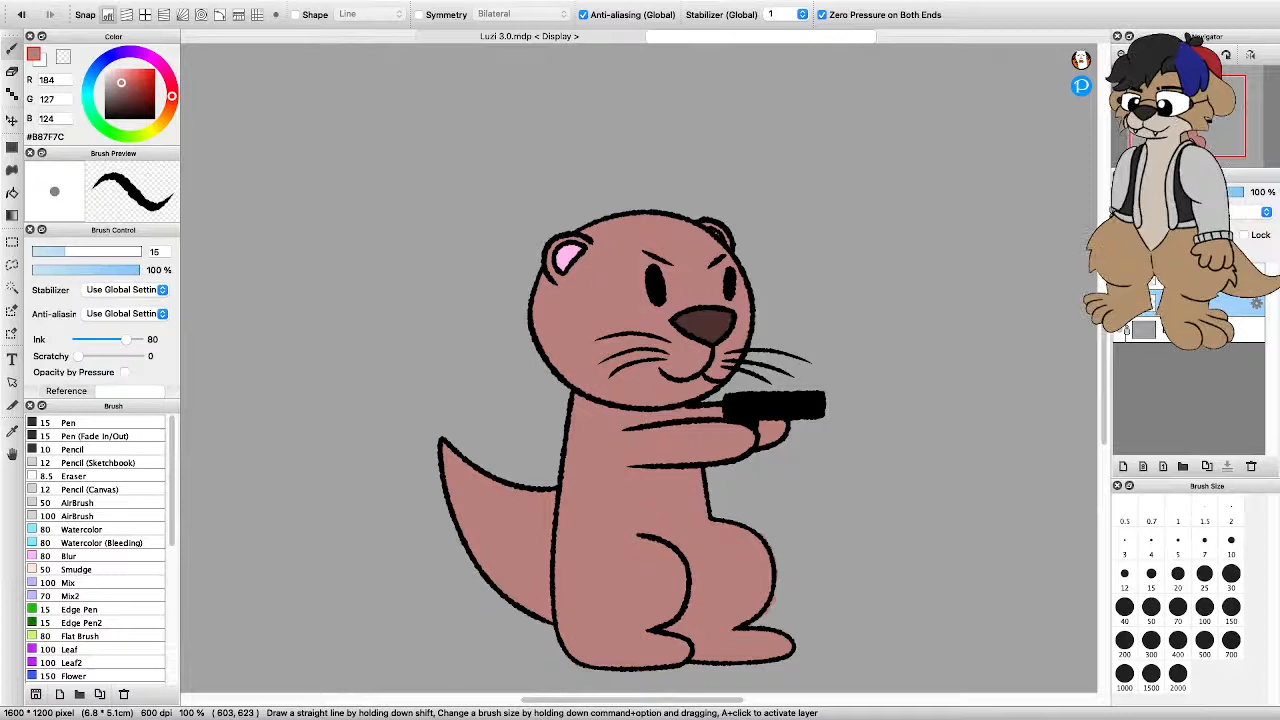 Snap
Shape
Line
Symmetry
Bilateral
Anti-aliasing (Global)
Stabilizer (Global)
1
Zero Pressure on Both Ends
Luzi 3.0.mdp < Display >
Color
R 184
G 127
B 124
#B87F7C
Brush Preview
Brush Control
15
100 %
Stabilizer Use Global Settin
Anti-aliasin Use Global Settin
Ink 80
Scratchy 0
Opacity by Pressure
Reference
Brush
15 Pen
15 Pen (Fade In/Out)
10 Pencil
12 Pencil (Sketchbook)
8.5 Eraser
12 Pencil (Canvas)
50 AirBrush
100 AirBrush
80 Watercolor
80 Watercolor (Bleeding)
80 Blur
50 Smudge
100 Mix
70 Mix2
15 Edge Pen
15 Edge Pen2
80 Flat Brush
100 Leaf
100 Leaf2
150 Flower
100 %
Lock
Brush Size
0.5 0.7 1 1.5 2
3 4 5 7 10
12 15 20 25 30
40 50 70 100 150
200 300 400 500 700
1000 1500 2000
1600 * 1200 pixel (6.8 * 5.1cm) 600 dpi 100 % ( 603, 623 ) Draw a straight line by holding down shift, Change a brush size by holding down command+option and dragging, A+click to activate layer